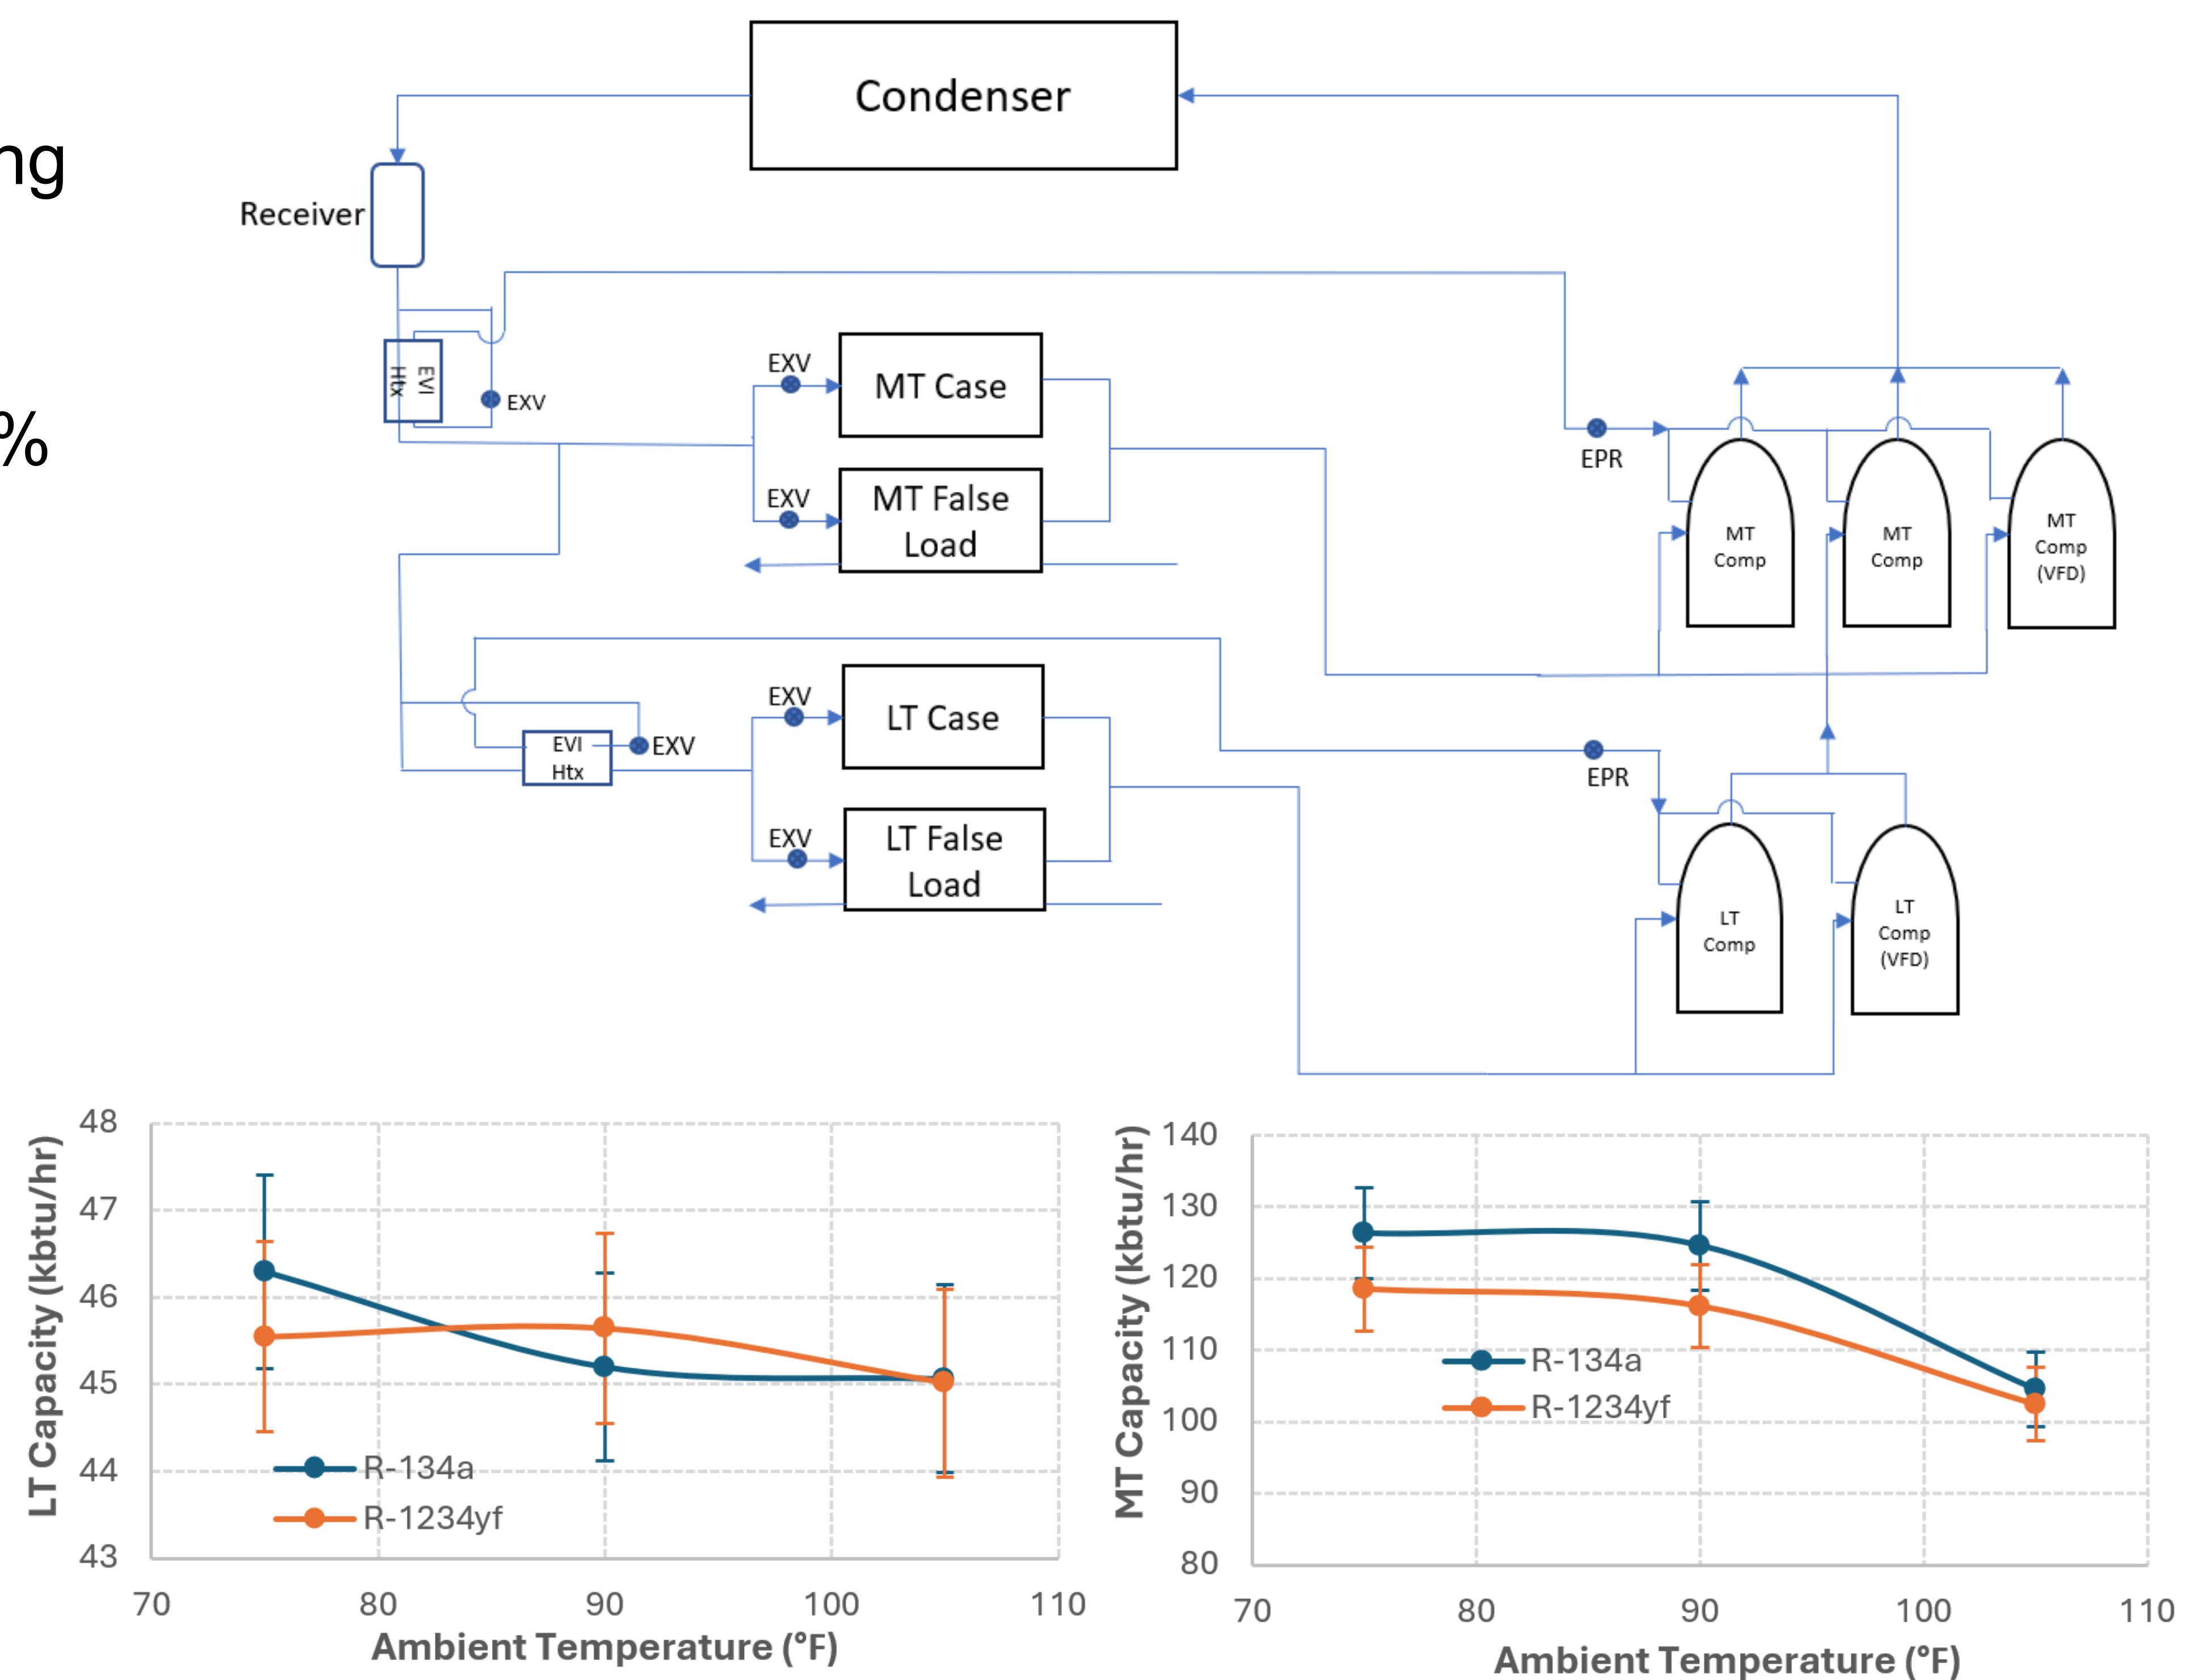 ng
%
Condenser
Receiver
EVI
Htx
EXV
EXV
MT Case
EXV
MT False
Load
EPR
MT
Comp
MT
Comp
MT
Comp
(VFD)
EXV
LT Case
EVI
Htx
EXV
EXV
LT False
Load
EPR
LT
Comp
LT
Comp
(VFD)
LT Capacity (kbtu/hr)
48
47
46
45
44
43
R-134a
R-1234yf
70 80 90 100 110
Ambient Temperature (°F)
MT Capacity (kbtu/hr)
140
130
120
110
100
90
80
R-134a
R-1234yf
70 80 90 100 110
Ambient Temperature (°F)